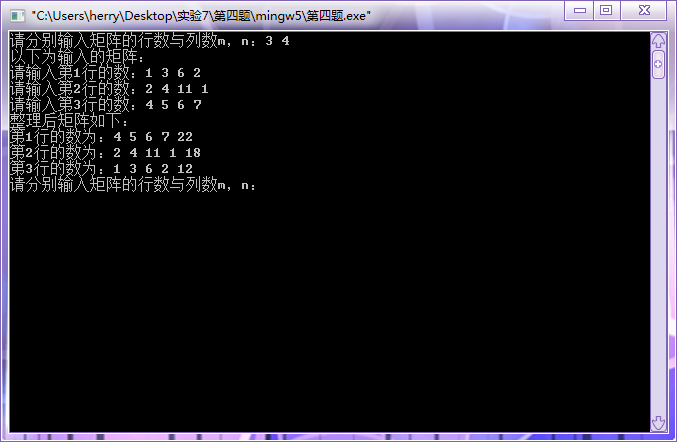 "C:\Users\herry\Desktop\实验7\第四题\mingw5\第四题.exe"
请分别输入矩阵的行数与列数m，n：3 4
以下为输入的矩阵：
请输入第1行的数：1 3 6 2
请输入第2行的数：2 4 11 1
请输入第3行的数：4 5 6 7
整理后矩阵如下：
第1行的数为：4 5 6 7 22
第2行的数为：2 4 11 1 18
第3行的数为：1 3 6 2 12
请分别输入矩阵的行数与列数m，n：